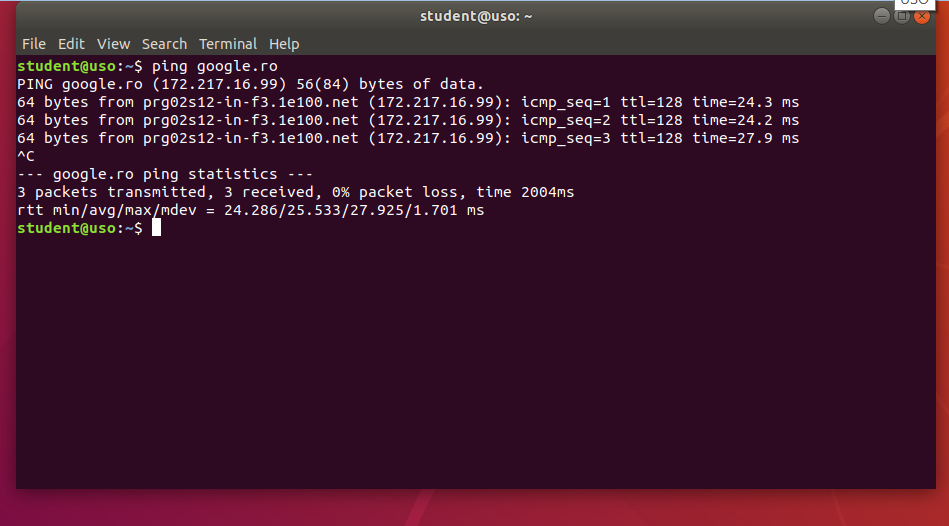 USO
student@uso: ~
File Edit View Search Terminal Help
student@uso:~$ ping google.ro
PING google.ro (172.217.16.99) 56(84) bytes of data.
64 bytes from prg02s12-in-f3.1e100.net (172.217.16.99): icmp_seq=1 ttl=128 time=24.3 ms
64 bytes from prg02s12-in-f3.1e100.net (172.217.16.99): icmp_seq=2 ttl=128 time=24.2 ms
64 bytes from prg02s12-in-f3.1e100.net (172.217.16.99): icmp_seq=3 ttl=128 time=27.9 ms
^C
--- google.ro ping statistics ---
3 packets transmitted, 3 received, 0% packet loss, time 2004ms
rtt min/avg/max/mdev = 24.286/25.533/27.925/1.701 ms
student@uso:~$